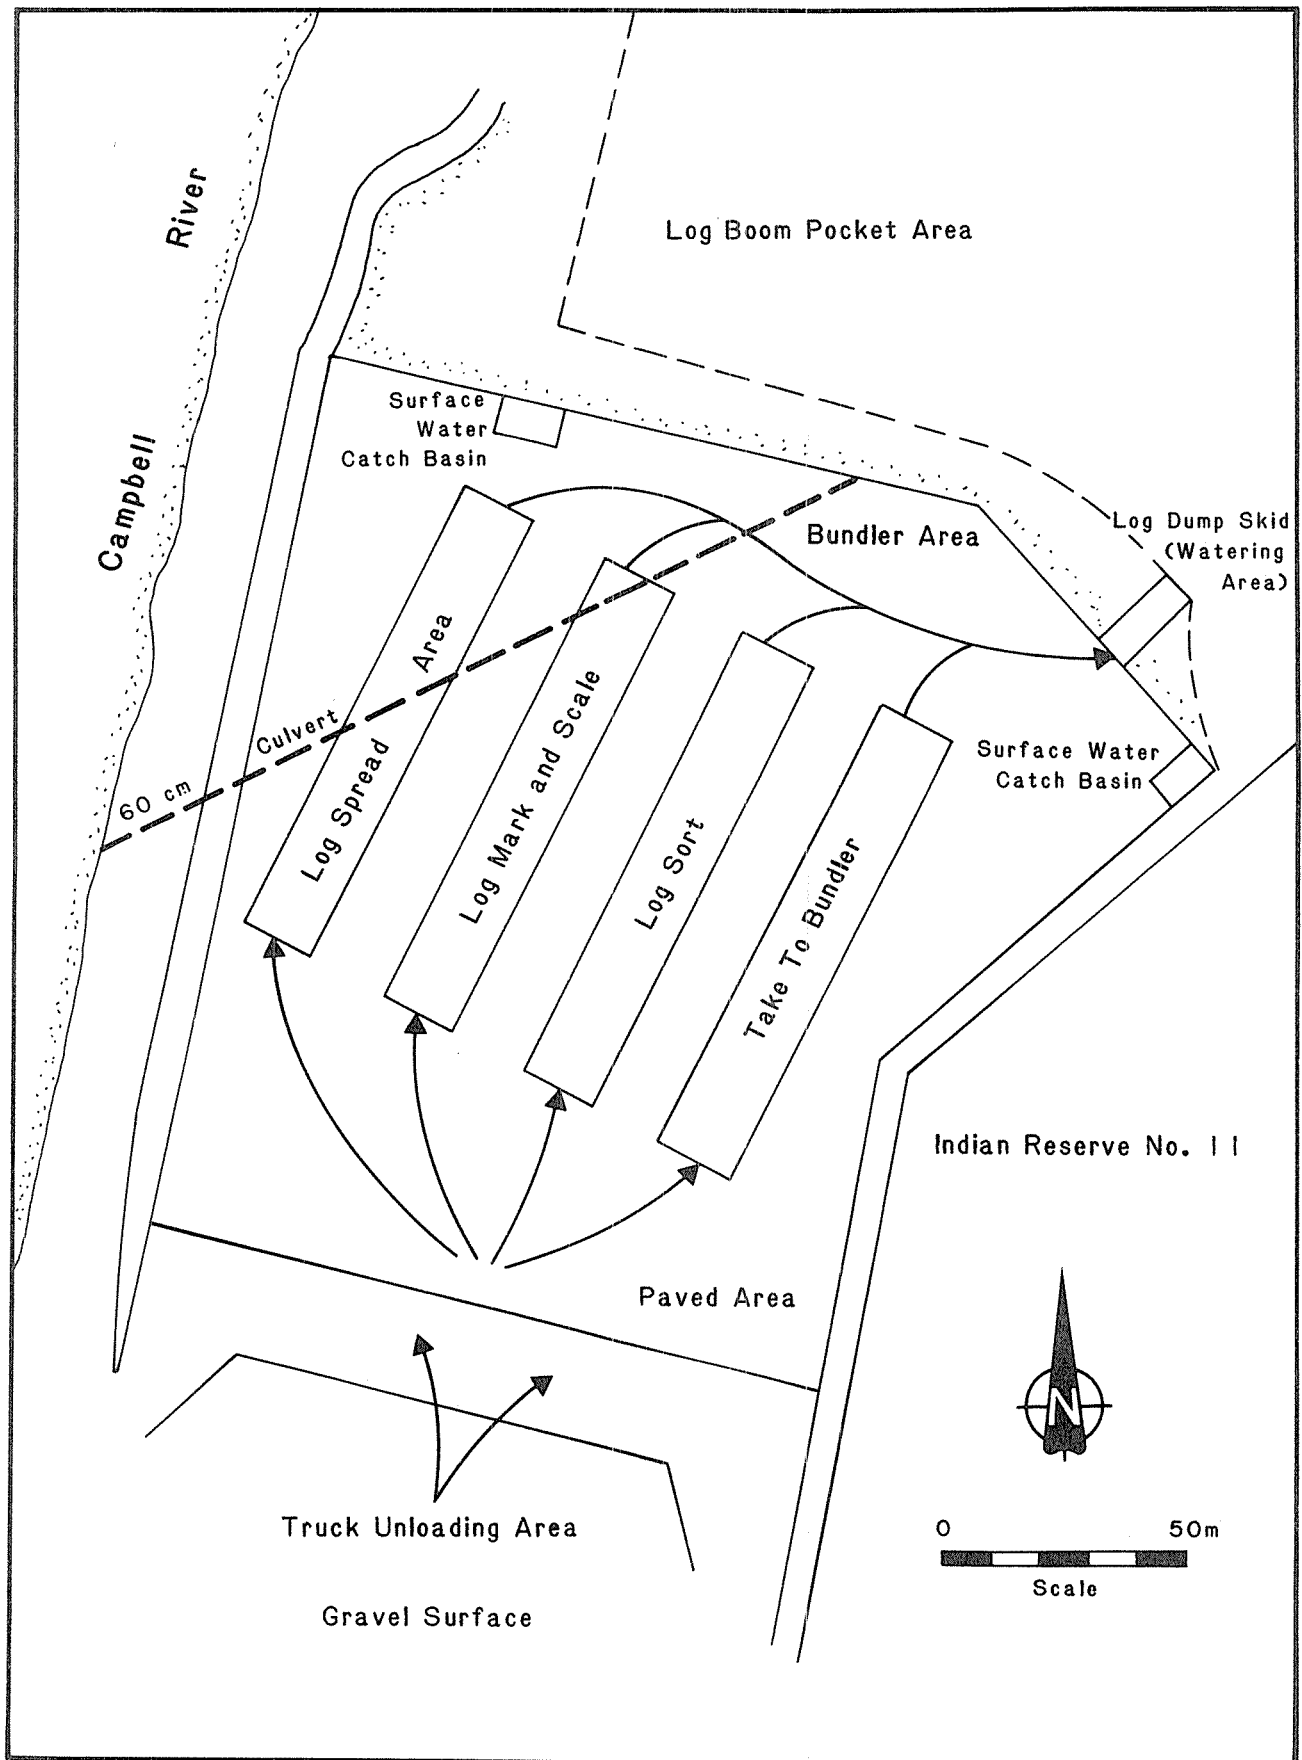 Campbell River
Log Boom Pocket Area
Surface
Water
Catch Basin
Bundler Area
Log Dump Skid
(Watering
Area)
60 cm Culvert
Log Spread Area
Log Mark and Scale
Log Sort
Take To Bundler
Surface Water
Catch Basin
Indian Reserve No. 11
Paved Area
N
Truck Unloading Area
0 50m
Scale
Gravel Surface